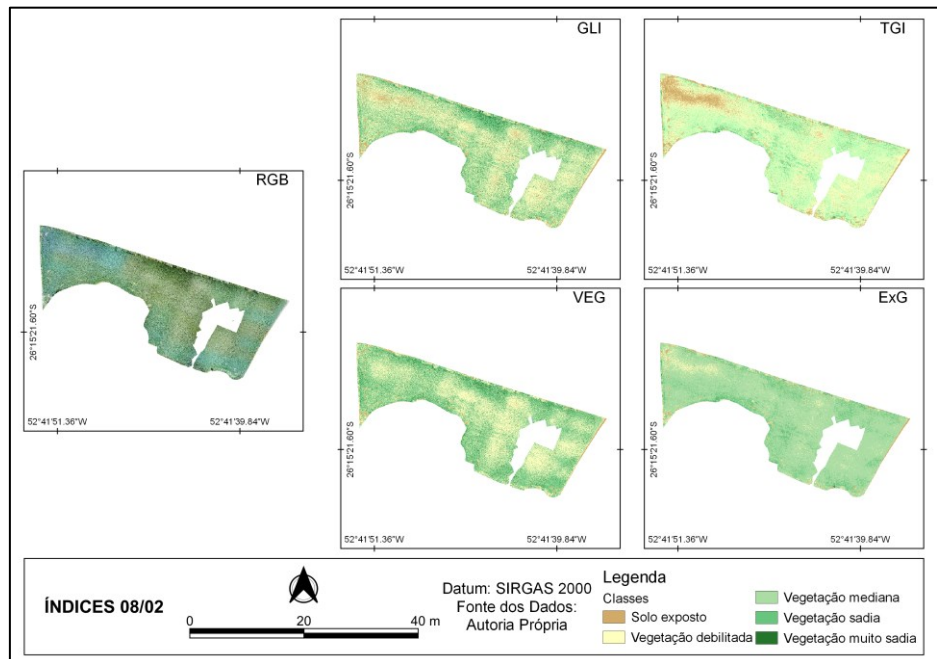 GLI
TGI
26°15'21.60"S
26°15'21.60"S
52°41'51.36"W
52°41'39.84"W
52°41'51.36"W
52°41'39.84"W
RGB
26°15'21.60"S
52°41'51.36"W
52°41'39.84"W
VEG
ExG
26°15'21.60"S
26°15'21.60"S
52°41'51.36"W
52°41'39.84"W
52°41'51.36"W
52°41'39.84"W
ÍNDICES 08/02
0
20
40 m
Datum: SIRGAS 2000
Fonte dos Dados:
Autoria Própria
Legenda
Classes
Solo exposto
Vegetação debilitada
Vegetação mediana
Vegetação sadia
Vegetação muito sadia